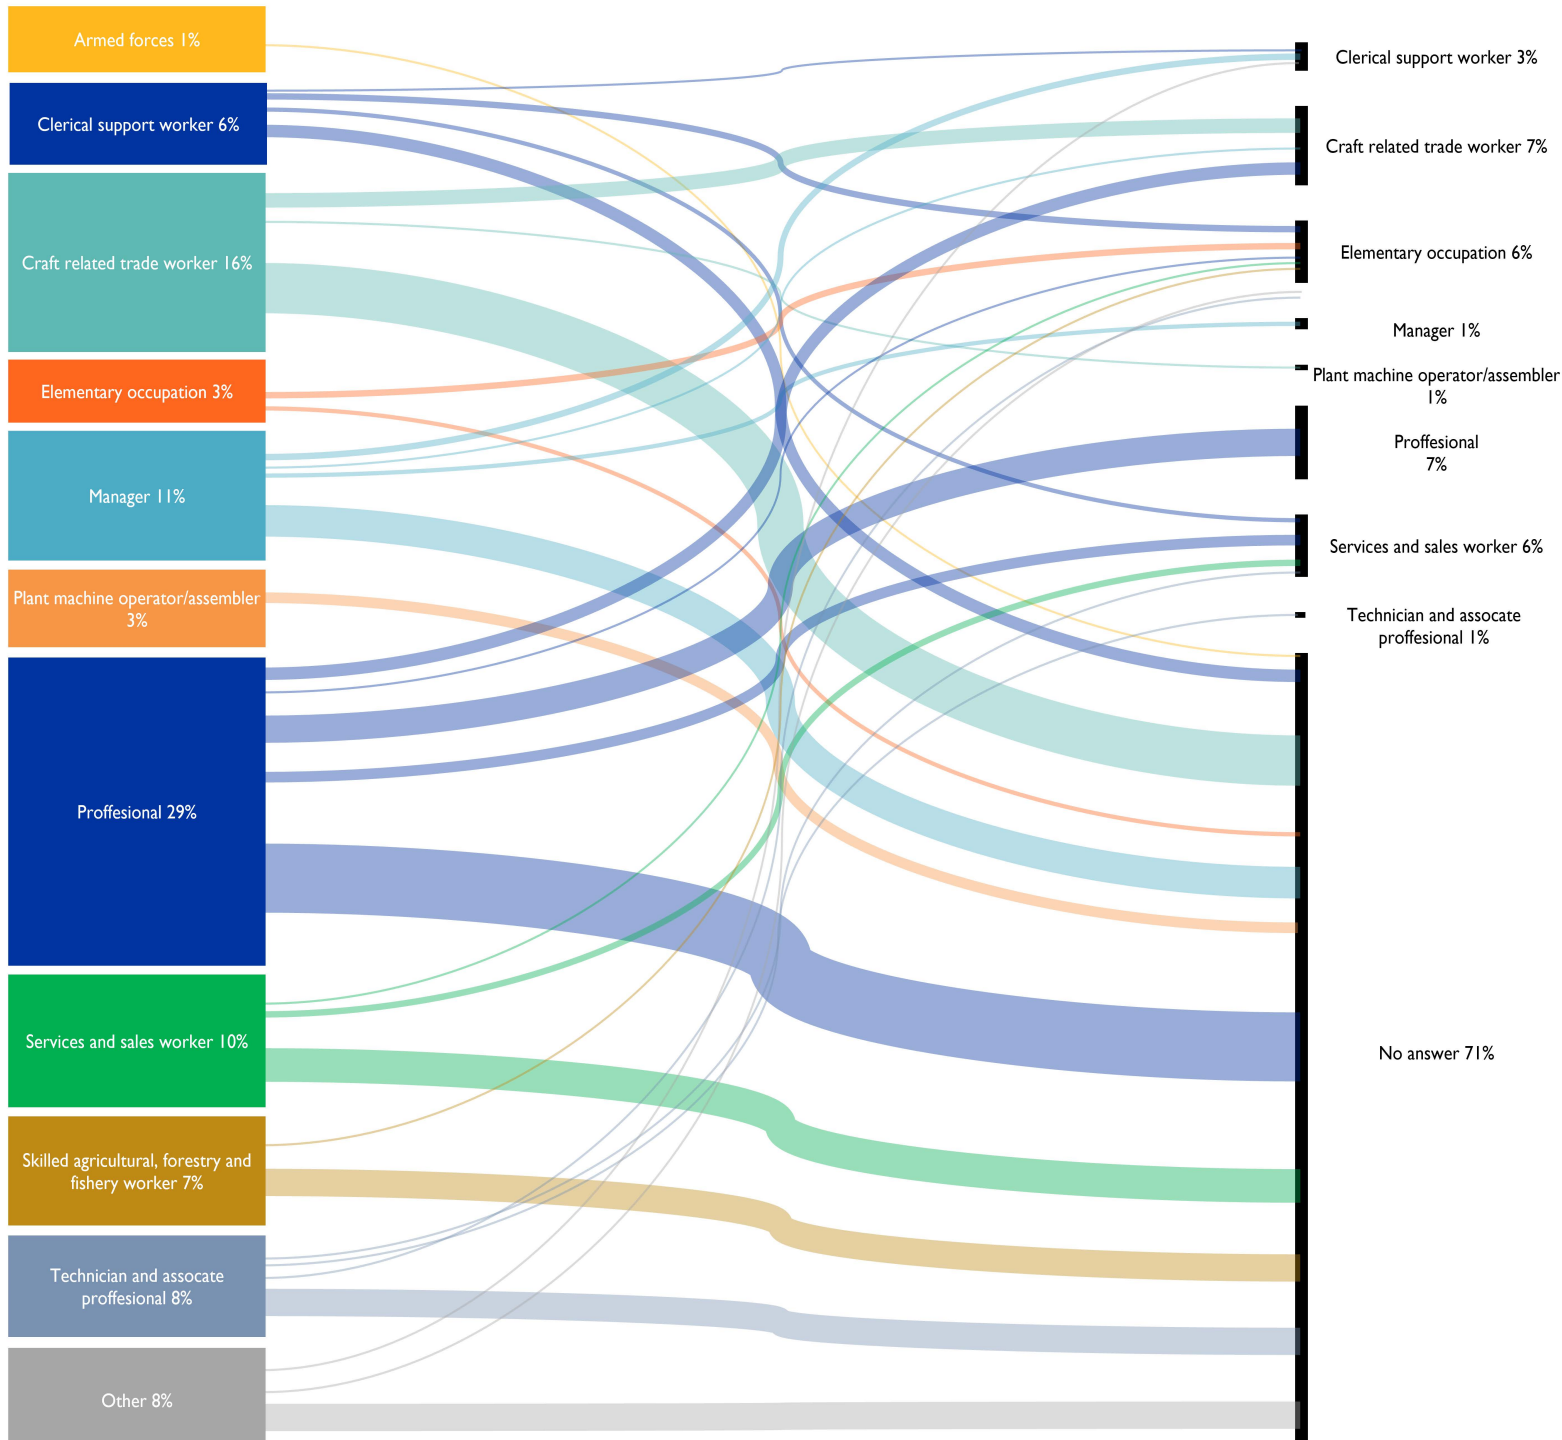 Armed forces 1%
Clerical support worker 6%
Craft related trade worker 16%
Elementary occupation 3%
Manager 11%
Plant machine operator/assembler
3%
Proffesional 29%
Services and sales worker 10%
Skilled agricultural, forestry and
fishery worker 7%
Technician and assocate
proffesional 8%
Other 8%
Clerical support worker 3%
Craft related trade worker 7%
Elementary occupation 6%
Manager 1%
Plant machine operator/assembler
1%
Proffesional
7%
Services and sales worker 6%
Technician and assocate
proffesional 1%
No answer 71%